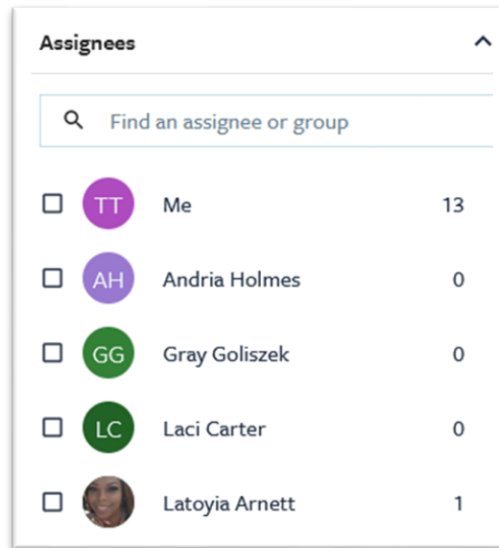 Assignees
Find an assignee or group
TT Me 13
AH Andria Holmes 0
GG Gray Goliszek 0
LC Laci Carter 0
Latoyia Arnett 1